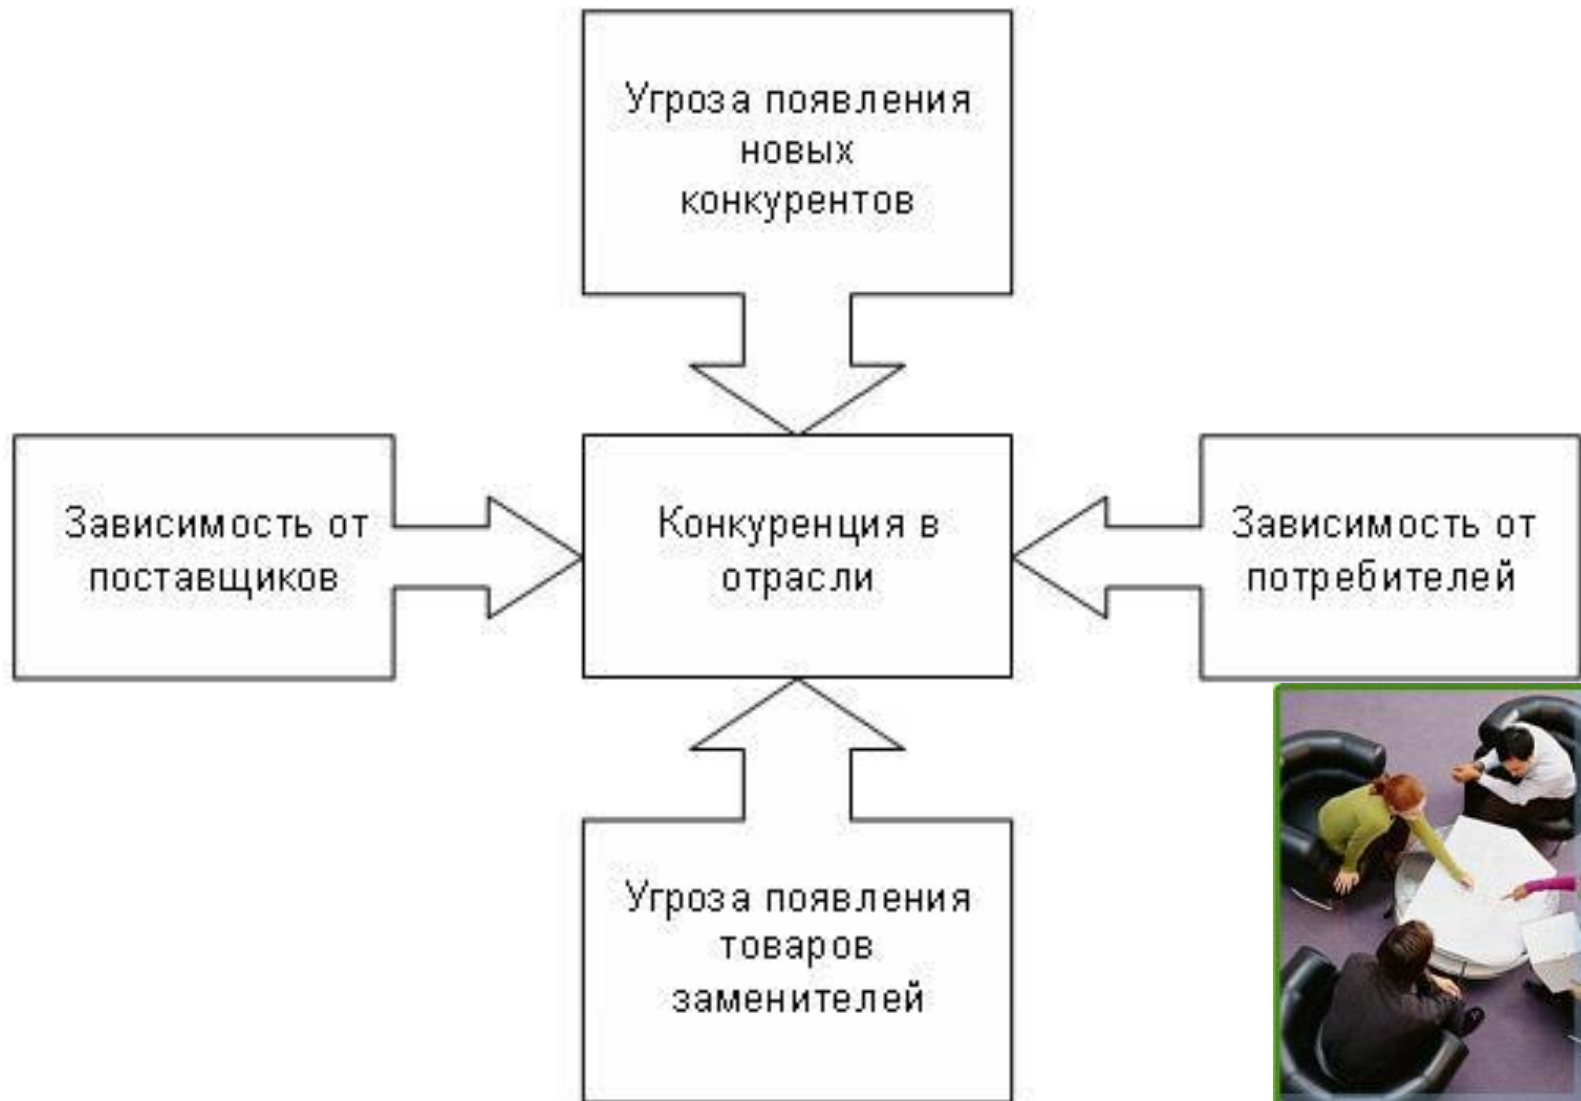 Угроза появления
новых
конкурентов
Зависимость от
поставщиков
Конкуренция в
отрасли
Зависимость от
потребителей
Угроза появления
товаров
заменителей